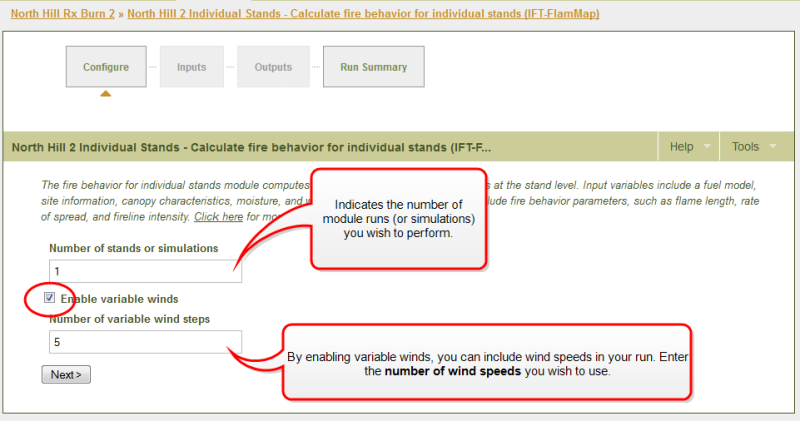 North Hill Rx Burn 2 » North Hill 2 Individual Stands - Calculate fire behavior for individual stands (IFT-FlamMap)
Configure
Inputs
Outputs
Run Summary
North Hill 2 Individual Stands - Calculate fire behavior for individual stands (IFT-F...
Help
Tools
The fire behavior for individual stands module computes s at the stand level. Input variables include a fuel model,
site information, canopy characteristics, moisture, and lude fire behavior parameters, such as flame length, rate
of spread, and fireline intensity. Click here for mo
Indicates the number of
module runs (or simulations)
you wish to perform.
Number of stands or simulations
1
Enable variable winds
Number of variable wind steps
5
By enabling variable winds, you can include wind speeds in your run. Enter
the number of wind speeds you wish to use.
Next >